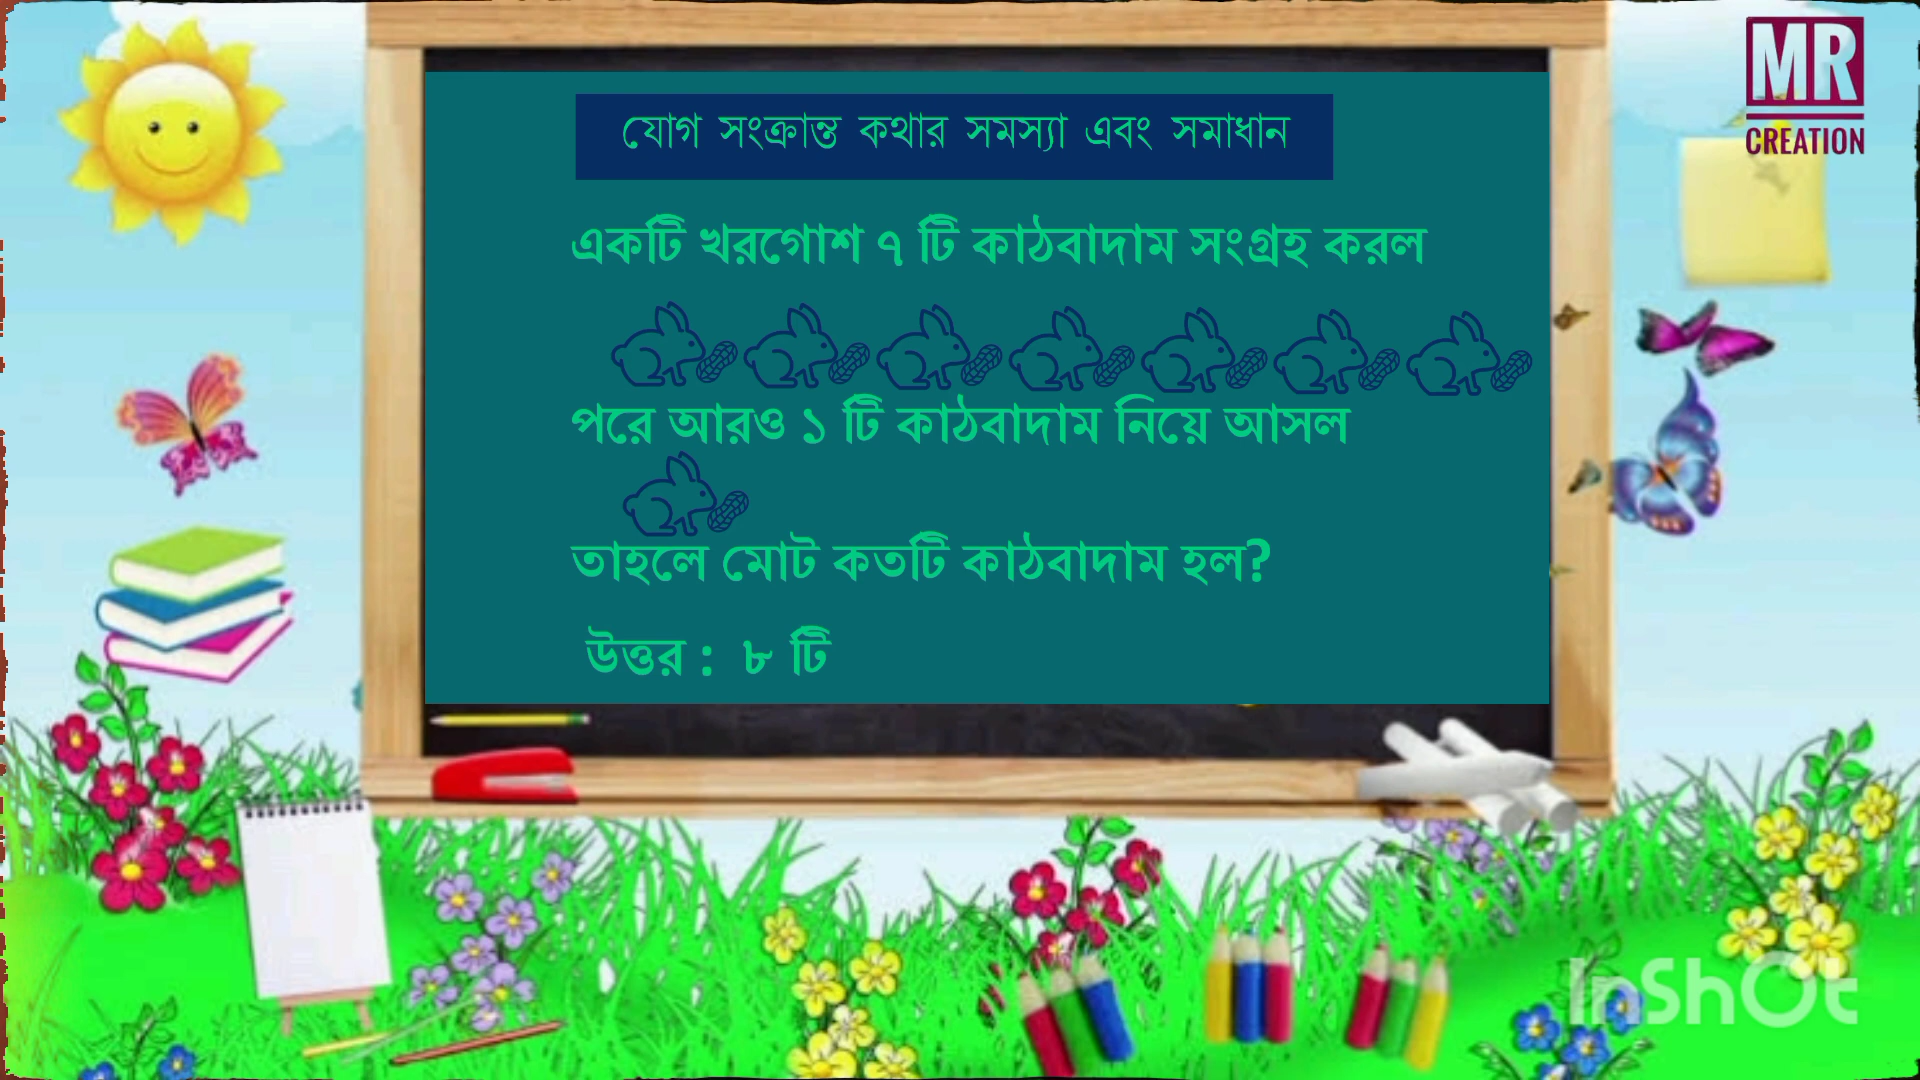 MR
CREATION
যোগ সংক্রান্ত কথার সমস্যা এবং সমাধান
একটি খরগোশ ৭ টি কাঠবাদাম সংগ্রহ করল
পরে আরও ১ টি কাঠবাদাম নিয়ে আসল
তাহলে মোট কতটি কাঠবাদাম হল?
উত্তর : ৮ টি
InShOt